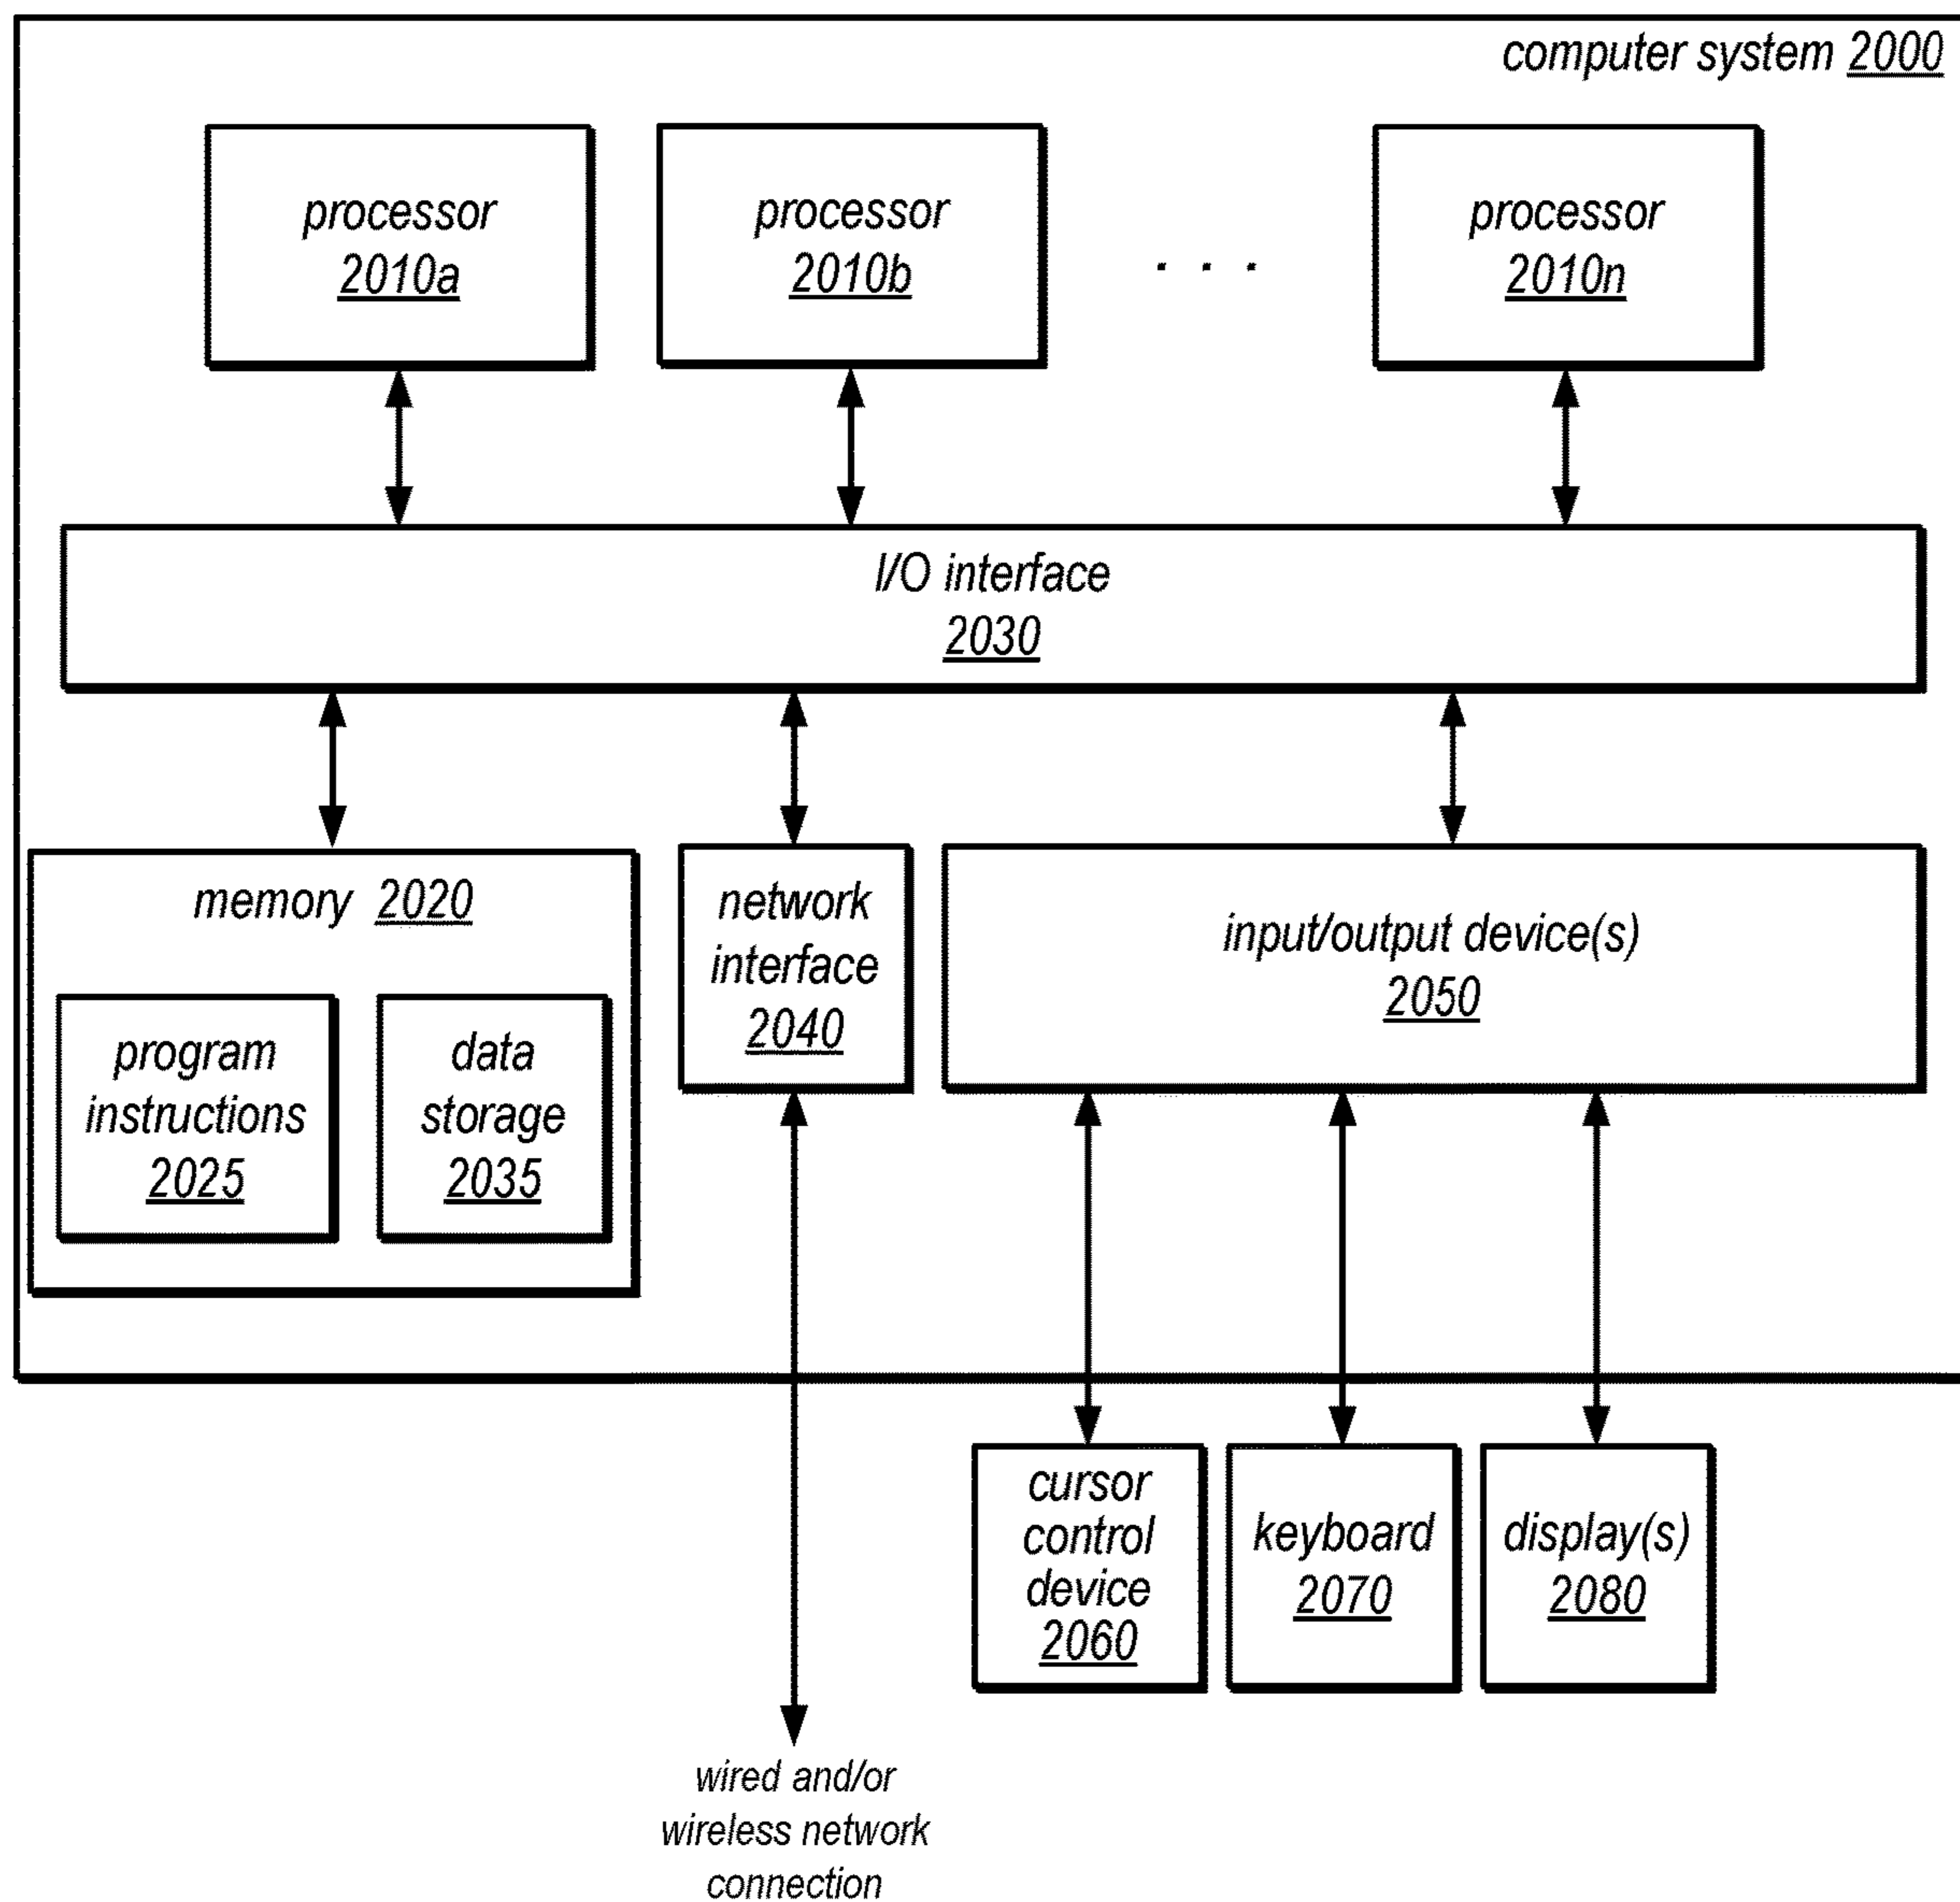 computer system 2000
processor
2010a
processor
2010b
. . .
processor
2010n
I/O interface
2030
memory 2020
program
instructions
2025
data
storage
2035
network
interface
2040
input/output device(s)
2050
cursor
control
device
2060
keyboard
2070
display(s)
2080
wired and/or
wireless network
connection